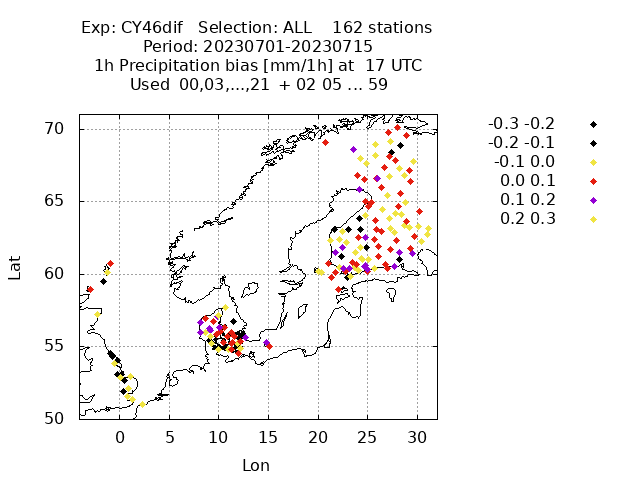 Exp: CY46dif   Selection: ALL    162 stations
Period: 20230701-20230715
1h Precipitation bias [mm/1h] at  17 UTC
Used  00,03,...,21  + 02 05 ... 59
-0.3 -0.2
-0.2 -0.1
-0.1 0.0
0.0 0.1
0.1 0.2
0.2 0.3
70
65
60
55
50
Lat
0 5 10 15 20 25 30
Lon